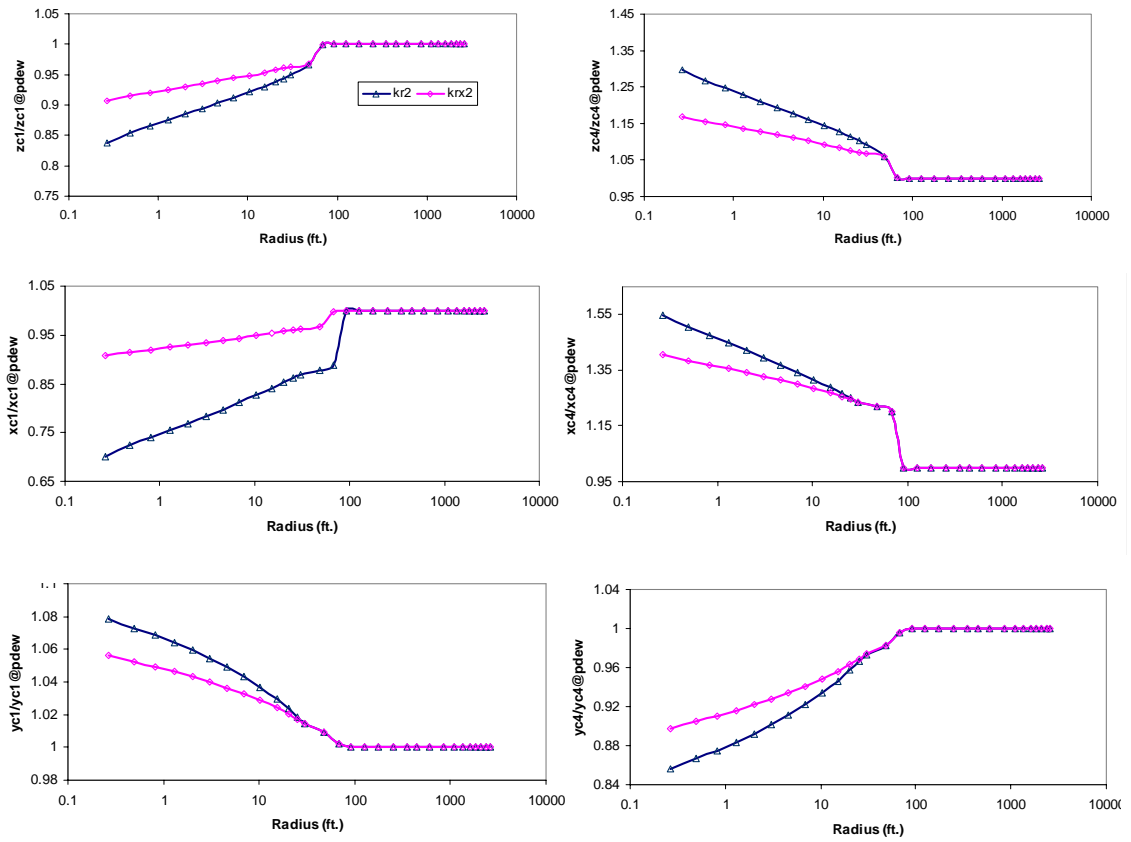 zc1/zc1@pdew
1.05
1
0.95
0.9
0.85
0.8
0.75
0.1 1 10 100 1000 10000
Radius (ft.)
kr2 krx2
zc4/zc4@pdew
1.45
1.35
1.25
1.15
1.05
0.95
0.1 1 10 100 1000 10000
Radius (ft.)
xc1/xc1@pdew
1.05
0.95
0.85
0.75
0.65
0.1 1 10 100 1000 10000
Radius (ft.)
xc4/xc4@pdew
1.55
1.35
1.15
0.95
0.1 1 10 100 1000 10000
Radius (ft.)
yc1/yc1@pdew
1.1
1.08
1.06
1.04
1.02
1
0.98
0.1 1 10 100 1000 10000
Radius (ft.)
yc4/yc4@pdew
1.04
1
0.96
0.92
0.88
0.84
0.1 1 10 100 1000 10000
Radius (ft.)